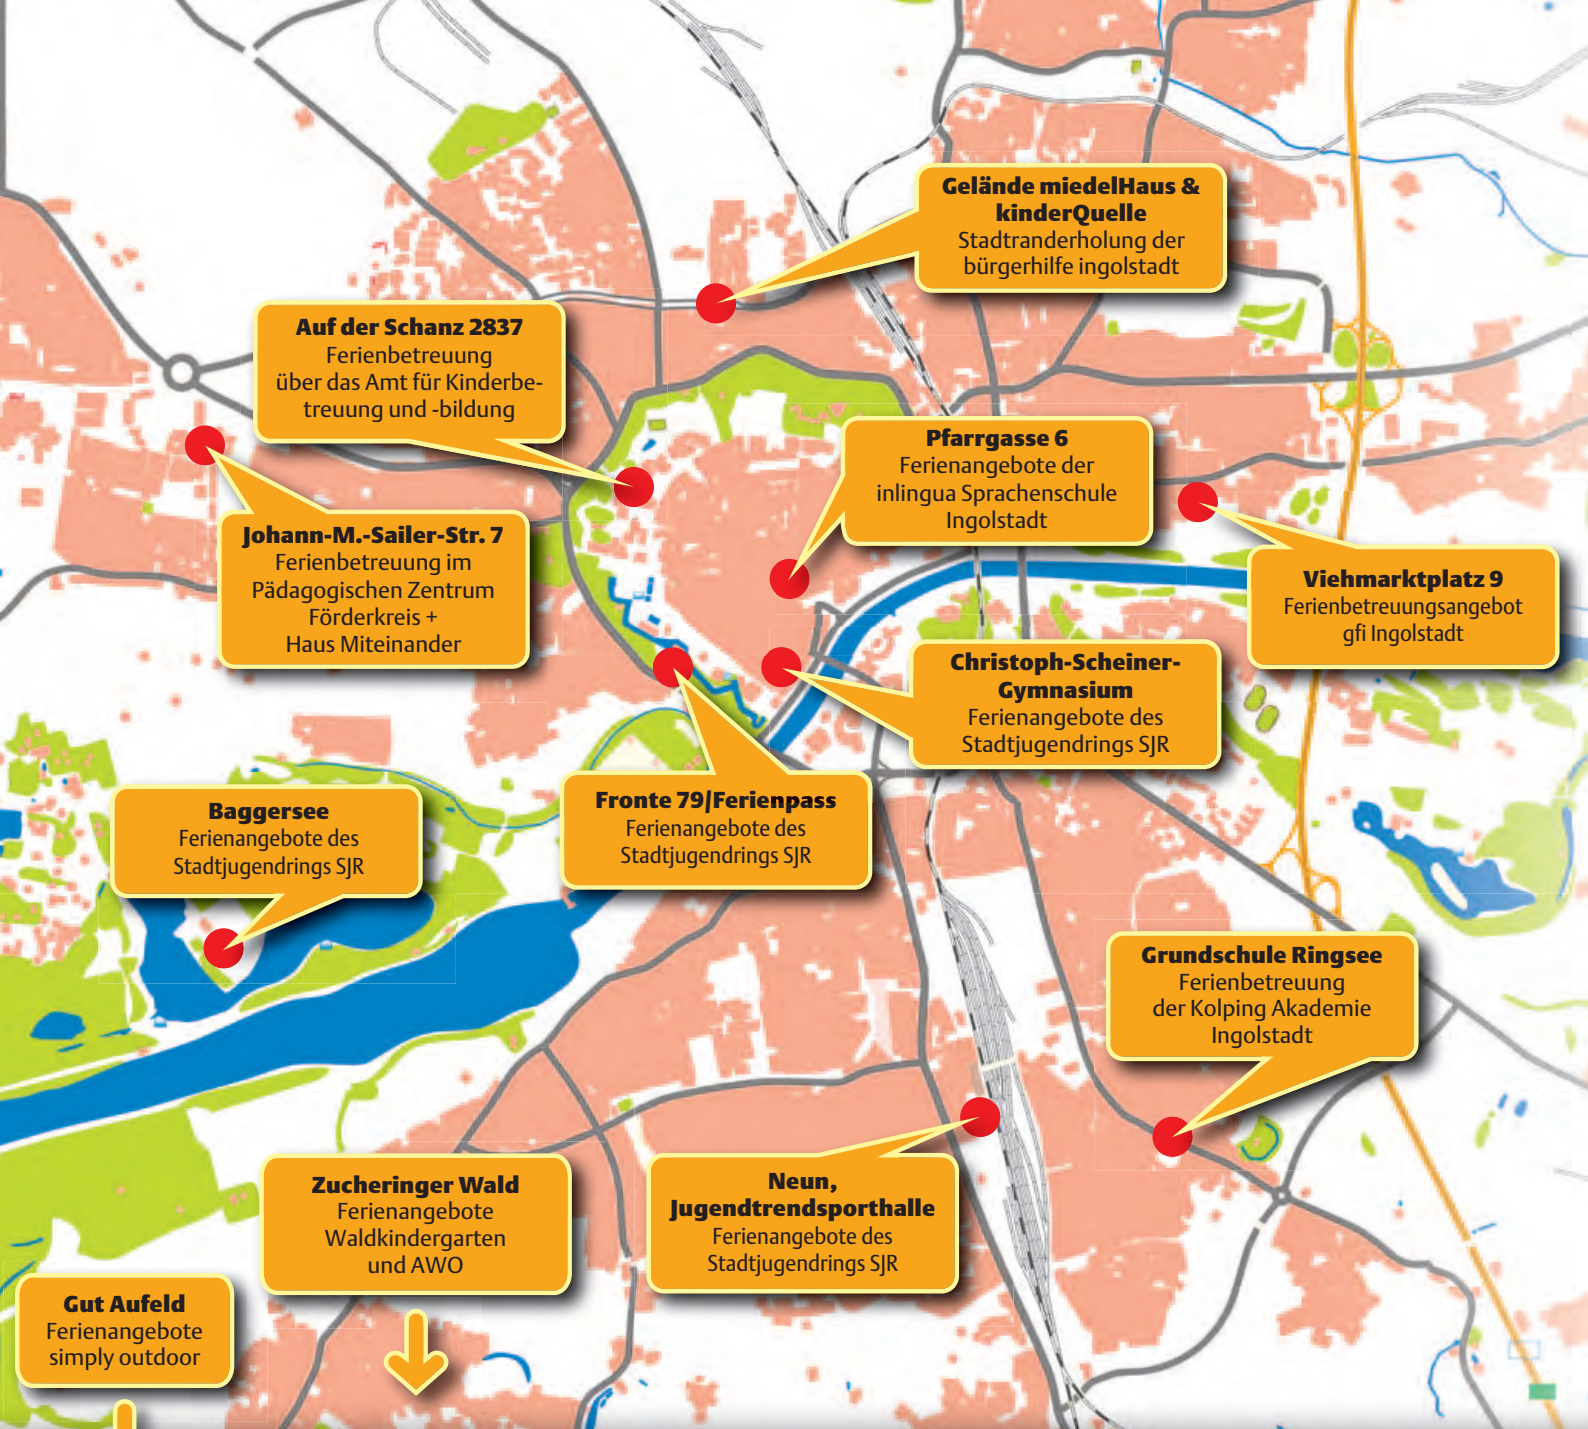 Gelände miedelHaus &
kinderQuelle
Stadtranderholung der
bürgerhilfe ingolstadt
Auf der Schanz 2837
Ferienbetreuung
über das Amt für Kinderbe-
treuung und -bildung
Pfarrgasse 6
Ferienangebote der
inlingua Sprachenschule
Ingolstadt
Johann-M.-Sailer-Str. 7
Ferienbetreuung im
Pädagogischen Zentrum
Förderkreis +
Haus Miteinander
Viehmarktplatz 9
Ferienbetreuungsangebot
gfi Ingolstadt
Christoph-Scheiner-
Gymnasium
Ferienangebote des
Stadtjugendrings SJR
Fronte 79/Ferienpass
Ferienangebote des
Stadtjugendrings SJR
Baggersee
Ferienangebote des
Stadtjugendrings SJR
Grundschule Ringsee
Ferienbetreuung
der Kolping Akademie
Ingolstadt
Zucheringer Wald
Ferienangebote
Waldkindergarten
und AWO
Neun,
Jugendtrendsporthalle
Ferienangebote des
Stadtjugendrings SJR
Gut Aufeld
Ferienangebote
simply outdoor